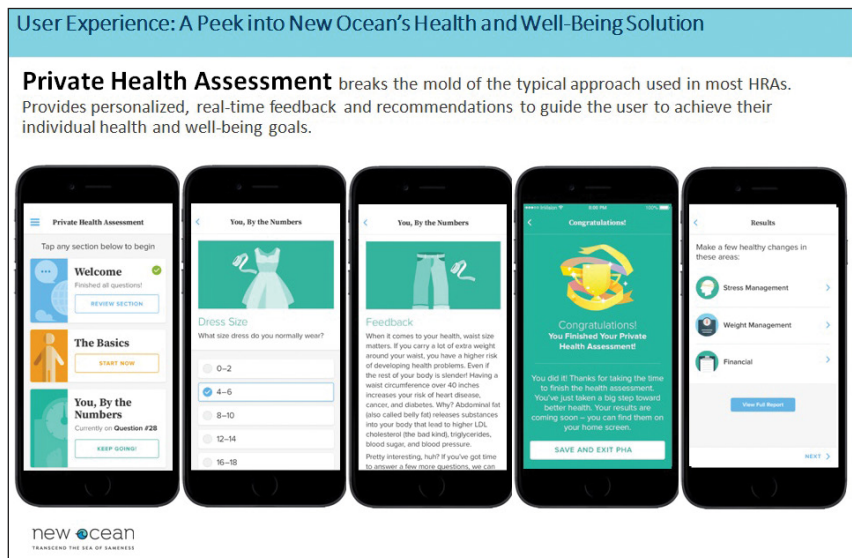 User Experience: A Peek into New Ocean's Health and Well-Being Solution
Private Health Assessment breaks the mold of the typical approach used in most HRAs.
Provides personalized, real-time feedback and recommendations to guide the user to achieve their
individual health and well-being goals.
Private Health Assessment
Tap any section below to begin
Welcome
Finished all questions!
REVIEW SECTION
The Basics
START NOW
You, By the
Numbers
Currently on Question #28
KEEP GOING!
You, By the Numbers
Dress Size
What size dress do you normally wear?
0–2
4–6
8–10
12–14
16–18
You, By the Numbers
Feedback
When it comes to your health, waist size
matters. If you carry a lot of extra weight
around your waist, you have a higher risk
of developing health problems. Even if
the rest of your body is slender! Having a
waist circumference over 40 inches
increases your risk of heart disease,
cancer, and diabetes. Why? Abdominal fat
(also called belly fat) releases substances
into your body that lead to higher LDL
cholesterol (the bad kind), triglycerides,
blood sugar, and blood pressure.
Pretty interesting, huh? If you've got time
to answer a few more questions, we can
100%
Congratulations!
Congratulations!
You Finished Your Private
Health Assessment!
You did it! Thanks for taking the time
to finish the health assessment.
You've just taken a big step toward
better health. Your results are
coming soon – you can find them on
your home screen.
SAVE AND EXIT PHA
Results
Make a few healthy changes in
these areas:
Stress Management
Weight Management
Financial
View Full Report
NEXT
new ocean
TRANSCEND THE SEA OF SAMENESS